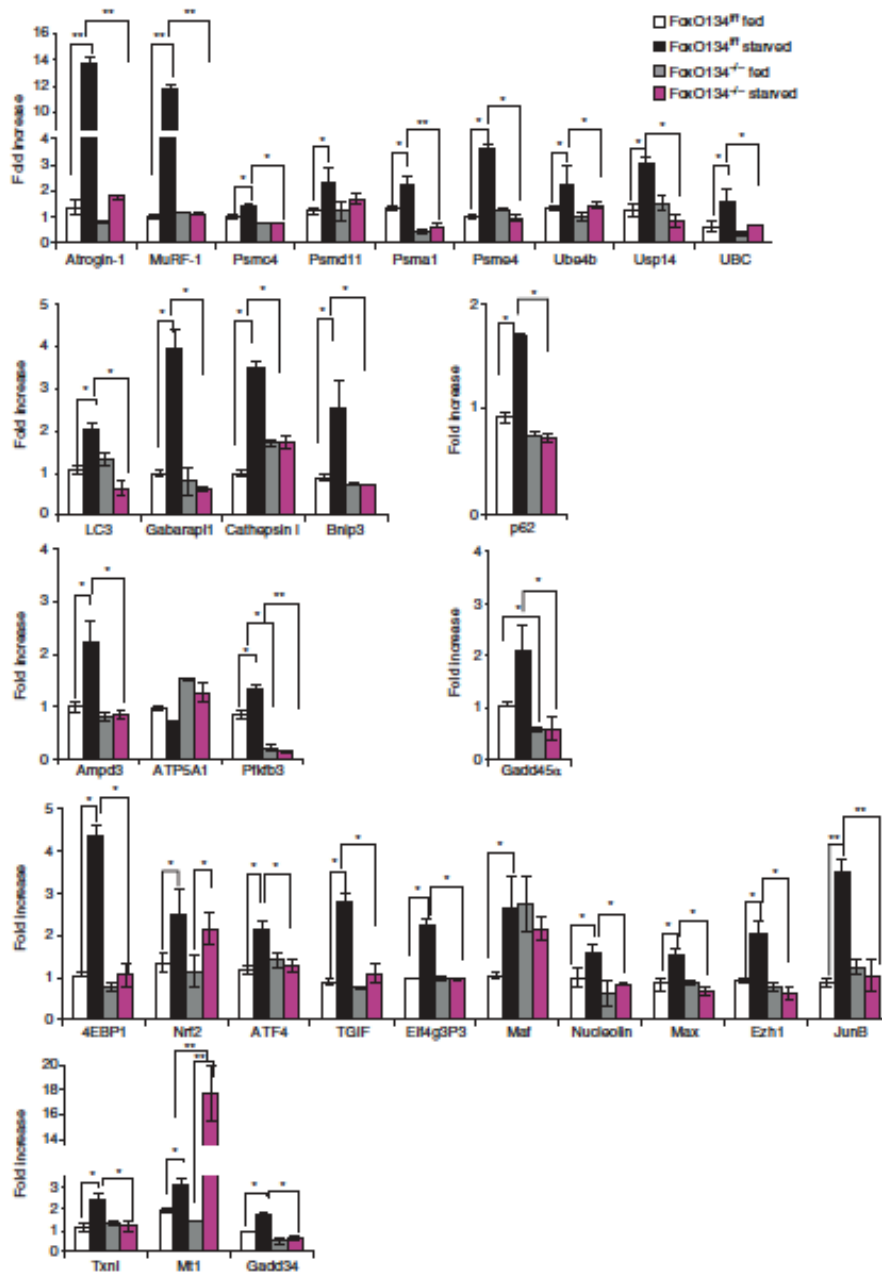 FoxO134f/f fed
FoxO134f/f starved
FoxO134–/– fed
FoxO134–/– starved
Fold increase
16
14
12
10
4
3
2
1
0
** ** ** ** * * * * ** * * * * * * * *
Atrogin-1 MuRF-1 Psmc4 Psmd11 Psma1 Psme4 Ube4b Usp14 UBC
Fold increase
5
4
3
2
1
0
* * * * * * * *
LC3 Gabarapl1 Cathepsin l Bnip3
Fold increase
2
1
0
* *
p62
Fold increase
4
3
2
1
0
* * * * **
Ampd3 ATP5A1 Pfkfb3
Fold increase
4
3
2
1
0
* *
Gadd45α
Fold increase
5
4
3
2
1
0
* * * * * * * * * * * * * * * * * ** **
4EBP1 Nrf2 ATF4 TGIF Eif4g3P3 Maf Nucleolin Max Ezh1 JunB
Fold increase
20
18
16
14
3
2
1
0
* * * ** ** * *
Txnl Mt1 Gadd34